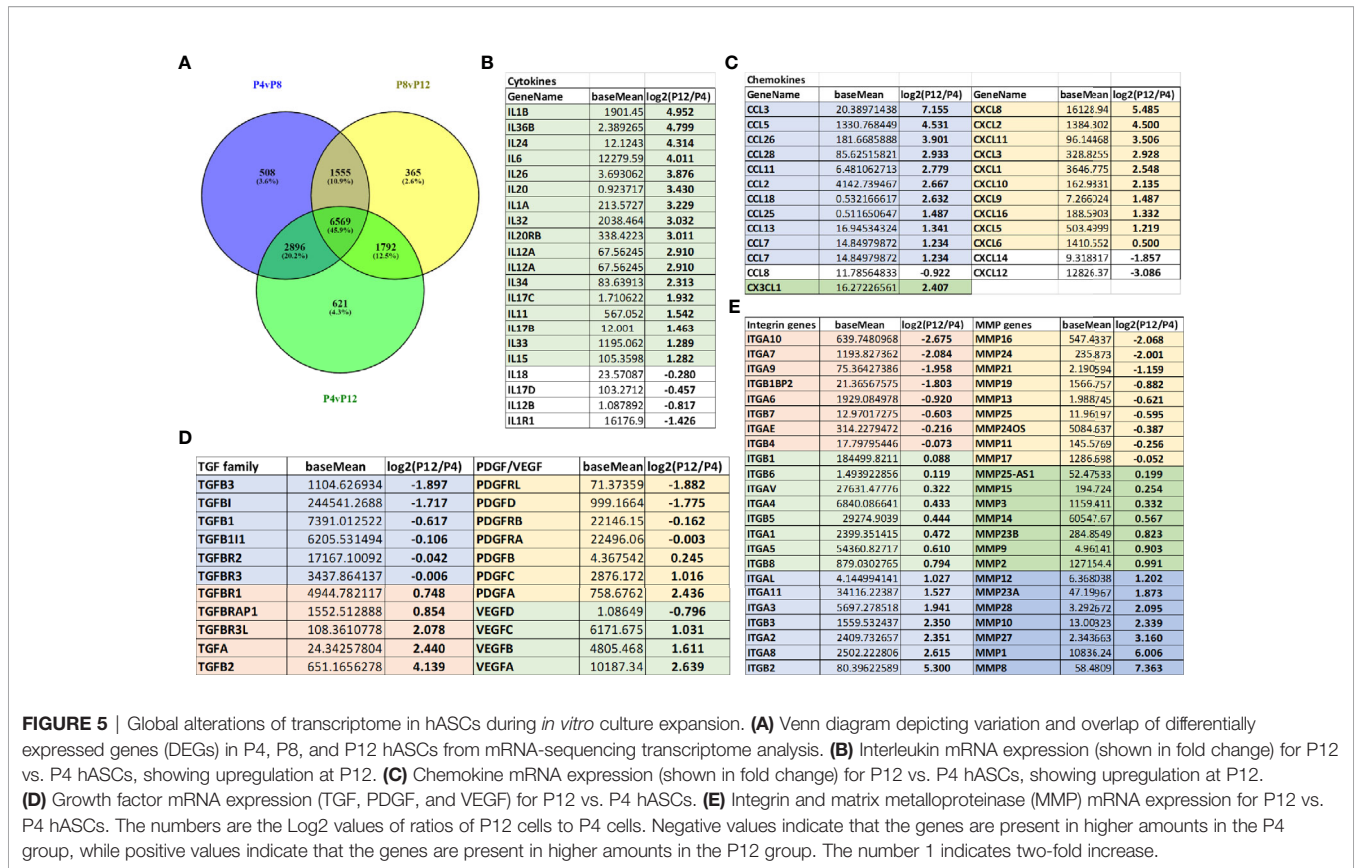 A
P4vP8
P8vP12
508
(3.6%)
1555
(10.9%)
365
(2.6%)
6569
(45.9%)
2896
(20.2%)
1792
(12.5%)
621
(4.3%)
P4vP12
B
Cytokines
GeneName baseMean log2(P12/P4)
IL1B 1901.45 4.952
IL36B 2.389265 4.799
IL24 12.1243 4.314
IL6 12279.59 4.011
IL26 3.693062 3.876
IL20 0.923717 3.430
IL1A 213.5727 3.229
IL32 2038.464 3.032
IL20RB 338.4223 3.011
IL12A 67.56245 2.910
IL12A 67.56245 2.910
IL34 83.63913 2.313
IL17C 1.710622 1.932
IL11 567.052 1.542
IL17B 12.001 1.463
IL33 1195.062 1.289
IL15 105.3598 1.282
IL18 23.57087 -0.280
IL17D 103.2712 -0.457
IL12B 1.087892 -0.817
IL1R1 16176.9 -1.426
C
Chemokines
GeneName baseMean log2(P12/P4) GeneName baseMean log2(P12/P4)
CCL3 20.38971438 7.155 CXCL8 16128.94 5.485
CCL5 1330.768449 4.531 CXCL2 1384.302 4.500
CCL26 181.6685888 3.901 CXCL11 96.14468 3.506
CCL28 85.62515821 2.933 CXCL3 328.8255 2.928
CCL11 6.481062713 2.779 CXCL1 3646.775 2.548
CCL2 4142.739467 2.667 CXCL10 162.9331 2.135
CCL18 0.532166617 2.632 CXCL9 7.266024 1.487
CCL25 0.511650647 1.487 CXCL16 188.5903 1.332
CCL13 16.94534324 1.341 CXCL5 503.4399 1.219
CCL7 14.84979872 1.234 CXCL6 1410.552 0.500
CCL7 14.84979872 1.234 CXCL14 9.318317 -1.857
CCL8 11.78564833 -0.922 CXCL12 12826.37 -3.086
CX3CL1 16.27226561 2.407
D
TGF family baseMean log2(P12/P4) PDGF/VEGF baseMean log2(P12/P4)
TGFB3 1104.626934 -1.897 PDGFRL 71.37359 -1.882
TGFBI 244541.2688 -1.717 PDGFD 999.1664 -1.775
TGFB1 7391.012522 -0.617 PDGFRB 22146.15 -0.162
TGFB1I1 6205.531494 -0.106 PDGFRA 22496.06 -0.003
TGFBR2 17167.10092 -0.042 PDGFB 4.367542 0.245
TGFBR3 3437.864137 -0.006 PDGFC 2876.172 1.016
TGFBR1 4944.782117 0.748 PDGFA 758.6762 2.436
TGFBRAP1 1552.512888 0.854 VEGFD 1.08649 -0.796
TGFBR3L 108.3610778 2.078 VEGFC 6171.675 1.031
TGFA 24.34257804 2.440 VEGFB 4805.468 1.611
TGFB2 651.1656278 4.139 VEGFA 10187.34 2.639
E
Integrin genes baseMean log2(P12/P4) MMP genes baseMean log2(P12/P4)
ITGA10 639.7480968 -2.675 MMP16 547.4337 -2.068
ITGA7 1193.827362 -2.084 MMP24 235.873 -2.001
ITGA9 75.36427386 -1.958 MMP21 2.190594 -1.159
ITGB1BP2 21.36567575 -1.803 MMP19 1566.757 -0.882
ITGA6 1929.084978 -0.920 MMP13 1.988745 -0.621
ITGB7 12.97017275 -0.603 MMP25 11.96197 -0.595
ITGAE 314.2279472 -0.216 MMP24OS 5084.637 -0.387
ITGB4 17.79795446 -0.073 MMP11 145.5769 -0.256
ITGB1 184499.8211 0.088 MMP17 1286.698 -0.052
ITGB6 1.493922856 0.119 MMP25-AS1 52.47533 0.199
ITGAV 27631.47776 0.322 MMP15 194.724 0.254
ITGA4 6840.086641 0.433 MMP3 1159.411 0.332
ITGB5 29274.9039 0.444 MMP14 60547.67 0.567
ITGA1 2399.351415 0.472 MMP23B 284.8549 0.823
ITGA5 54360.82717 0.610 MMP9 4.96141 0.903
ITGB8 879.0302765 0.794 MMP2 127154.4 0.991
ITGAL 4.144994141 1.027 MMP12 6.368038 1.202
ITGA11 34116.22387 1.527 MMP23A 47.19967 1.873
ITGA3 5697.278518 1.941 MMP28 3.292672 2.095
ITGB3 1559.532437 2.350 MMP10 13.00323 2.339
ITGA2 2409.732657 2.351 MMP27 2.343663 3.160
ITGA8 2502.222806 2.615 MMP1 10836.24 6.006
ITGB2 80.39622589 5.300 MMP8 58.4809 7.363
FIGURE 5 | Global alterations of transcriptome in hASCs during in vitro culture expansion. (A) Venn diagram depicting variation and overlap of differentially
expressed genes (DEGs) in P4, P8, and P12 hASCs from mRNA-sequencing transcriptome analysis. (B) Interleukin mRNA expression (shown in fold change) for P12
vs. P4 hASCs, showing upregulation at P12. (C) Chemokine mRNA expression (shown in fold change) for P12 vs. P4 hASCs, showing upregulation at P12.
(D) Growth factor mRNA expression (TGF, PDGF, and VEGF) for P12 vs. P4 hASCs. (E) Integrin and matrix metalloproteinase (MMP) mRNA expression for P12 vs.
P4 hASCs. The numbers are the Log2 values of ratios of P12 cells to P4 cells. Negative values indicate that the genes are present in higher amounts in the P4
group, while positive values indicate that the genes are present in higher amounts in the P12 group. The number 1 indicates two-fold increase.